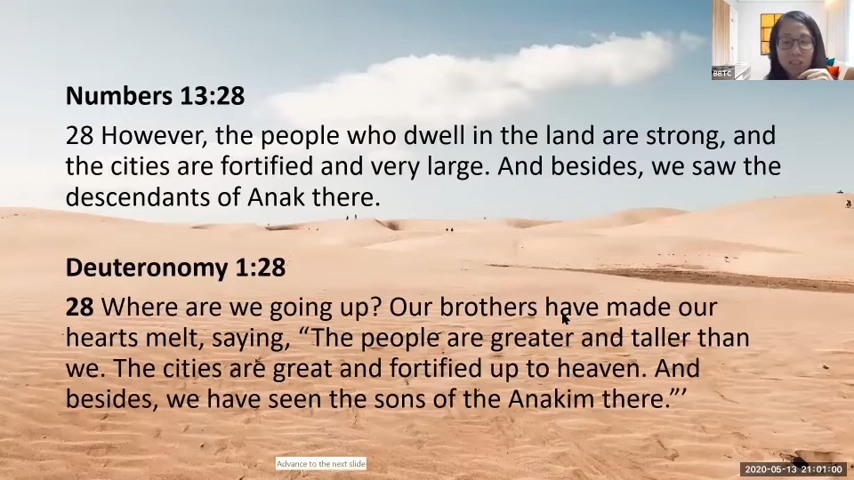 BBTC
Numbers 13:28
28 However, the people who dwell in the land are strong, and
the cities are fortified and very large. And besides, we saw the
descendants of Anak there.
Deuteronomy 1:28
28 Where are we going up? Our brothers have made our
hearts melt, saying, “The people are greater and taller than
we. The cities are great and fortified up to heaven. And
besides, we have seen the sons of the Anakim there.”’
Advance to the next slide
2020-05-13 21:01:00